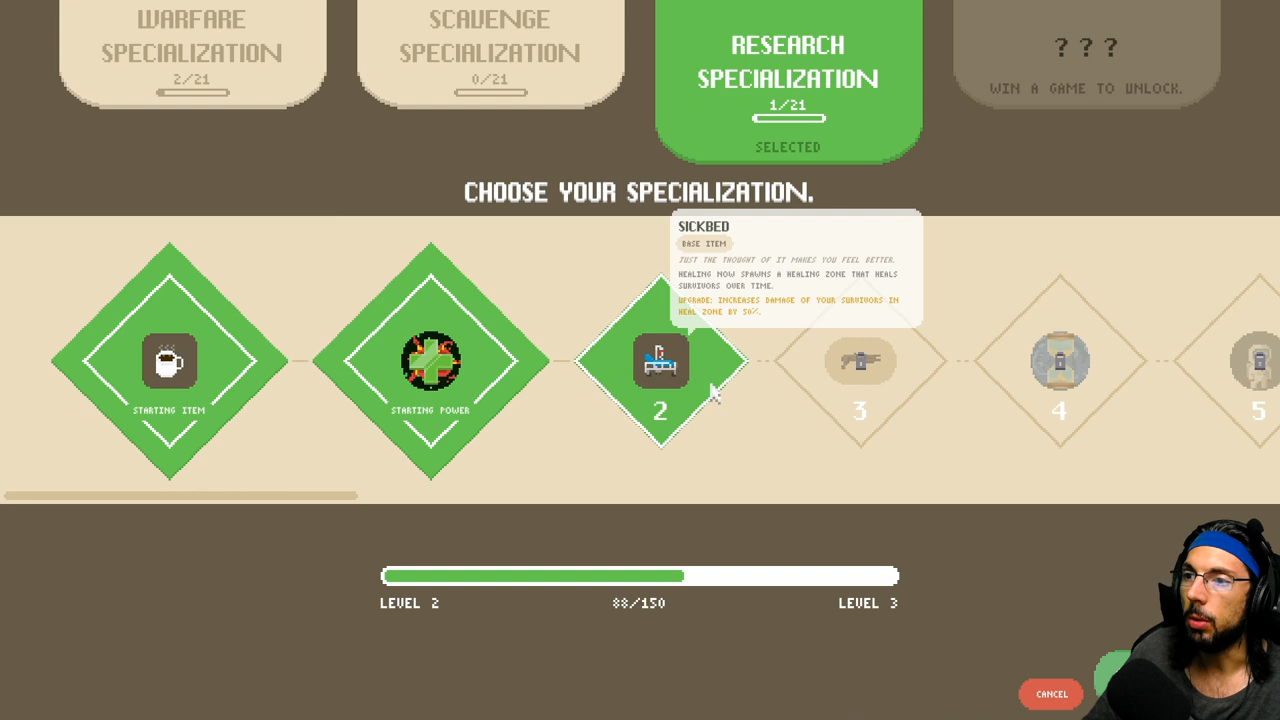 WARFARE
SPECIALIZATION
2/21
SCAVENGE
SPECIALIZATION
0/21
RESEARCH
SPECIALIZATION
1/21
SELECTED
? ? ?
WIN A GAME TO UNLOCK.
CHOOSE YOUR SPECIALIZATION.
SICKBED
BASE ITEM
JUST THE THOUGHT OF IT MAKES YOU FEEL BETTER.
HEALING NOW SPAWNS A HEALING ZONE THAT HEALS
SURVIVORS OVER TIME.
UPGRADE: INCREASES DAMAGE OF YOUR SURVIVORS IN
HEAL ZONE BY 50%.
STARTING ITEM
STARTING POWER
2
3
4
5
LEVEL 2
88/150
LEVEL 3
CANCEL